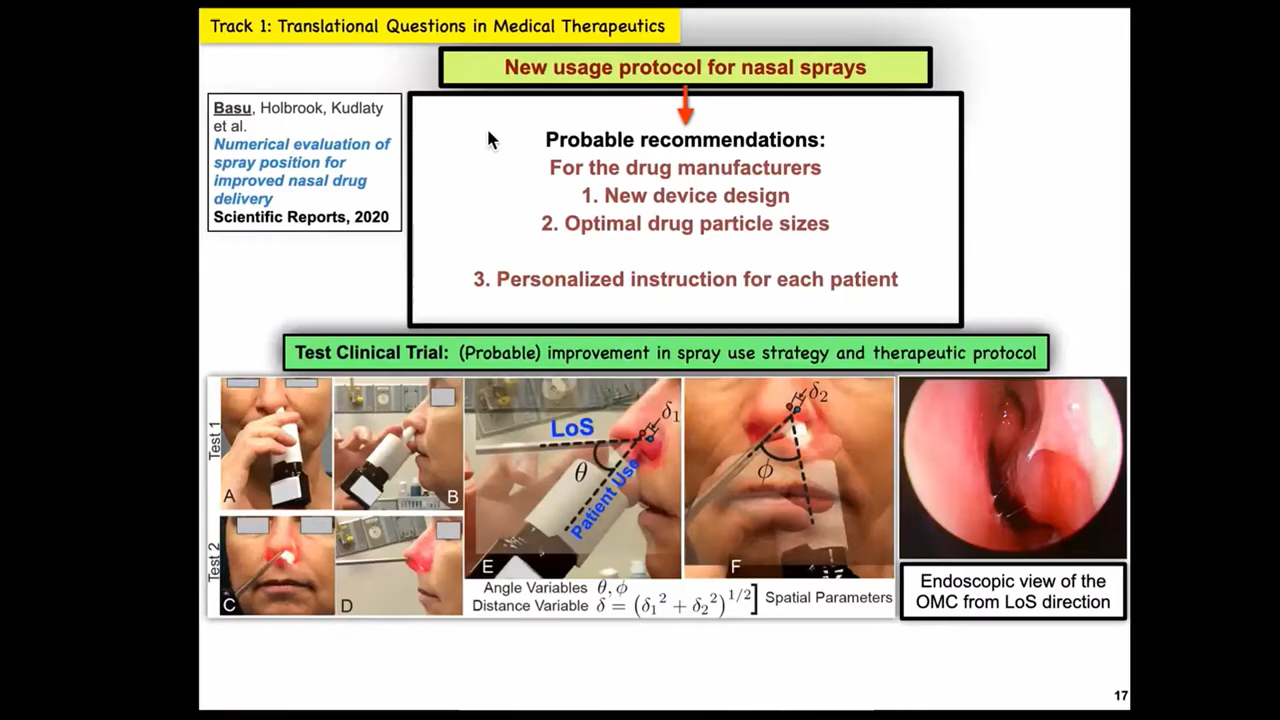 Track 1: Translational Questions in Medical Therapeutics
New usage protocol for nasal sprays
Basu, Holbrook, Kudlaty
et al.
Numerical evaluation of
spray position for
improved nasal drug
delivery
Scientific Reports, 2020
Probable recommendations:
For the drug manufacturers
1. New device design
2. Optimal drug particle sizes
3. Personalized instruction for each patient
Test Clinical Trial: (Probable) improvement in spray use strategy and therapeutic protocol
Test 1
A
B
Test 2
C
D
LoS
δ₁
θ
Patient Use
E
δ₂
ϕ
F
Angle Variables θ, ϕ
Distance Variable δ = (δ₁² + δ₂²)^1/2 ] Spatial Parameters
Endoscopic view of the
OMC from LoS direction
17